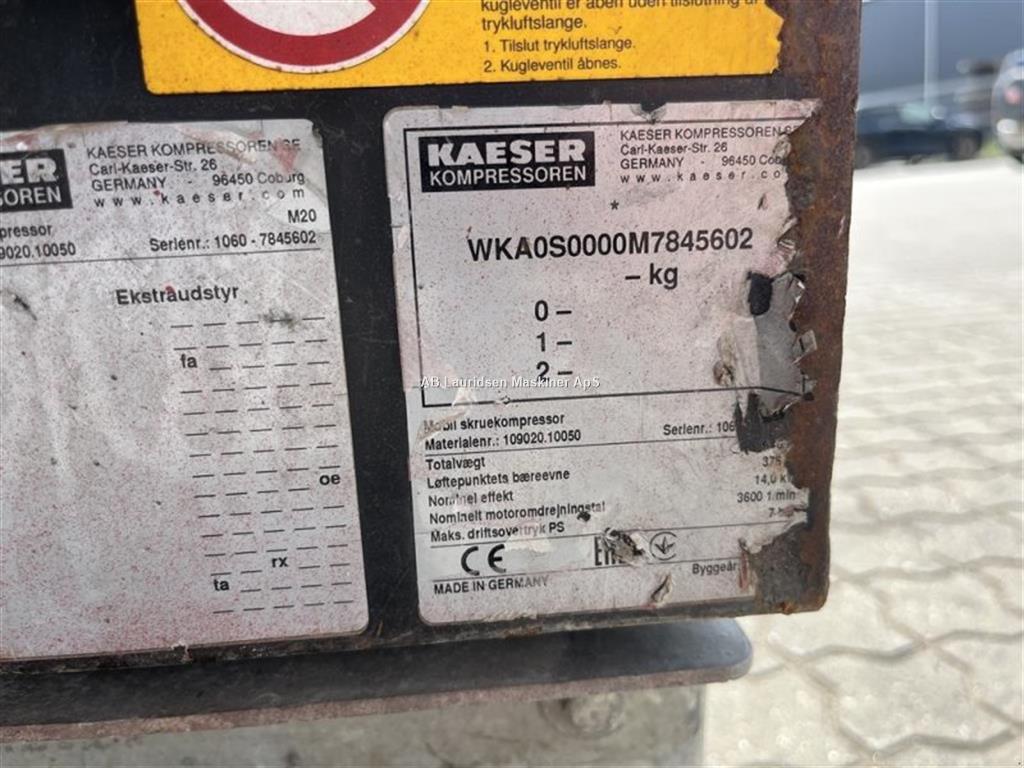 kugleventil er åben uden tilslutning af
trykluftslange.
1. Tilslut trykluftslange.
2. Kugleventil åbnes.
KAESER KOMPRESSOREN SE
Carl-Kaeser-Str. 26
GERMANY - 96450 Coburg
www.kaeser.com
M20
Serienr.: 1060 - 7845602
109020.10050
Ekstraudstyr
fa
oe
rx
ta
KAESER
KOMPRESSOREN
KAESER KOMPRESSOREN SE
Carl-Kaeser-Str. 26
GERMANY - 96450
www.kaeser.com
*
WKA0S0000M7845602
– kg
0 –
1 –
2 –
AB Lauridsen Maskiner ApS
Mobil skruekompressor
Materialenr.: 109020.10050 Serienr.: 106
Totalvægt
Løftepunktets bæreevne
Nominel effekt 14,0
Nominelt motoromdrejningstal 3600 1/min
Maks. driftsovertryk PS 7
CE
MADE IN GERMANY Byggeår: